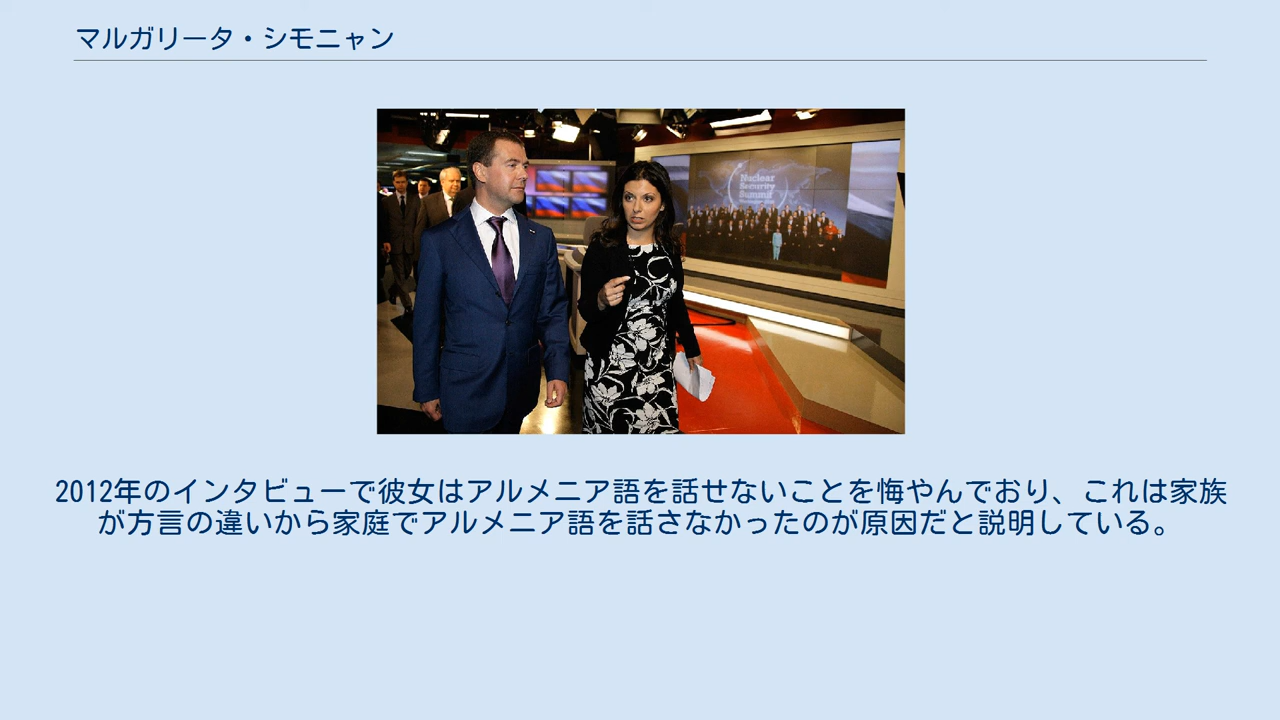 マルガリータ・シモニャン
Nuclear
Security
Summit
2012年のインタビューで彼女はアルメニア語を話せないことを悔やんでおり、これは家族
が方言の違いから家庭でアルメニア語を話さなかったのが原因だと説明している。